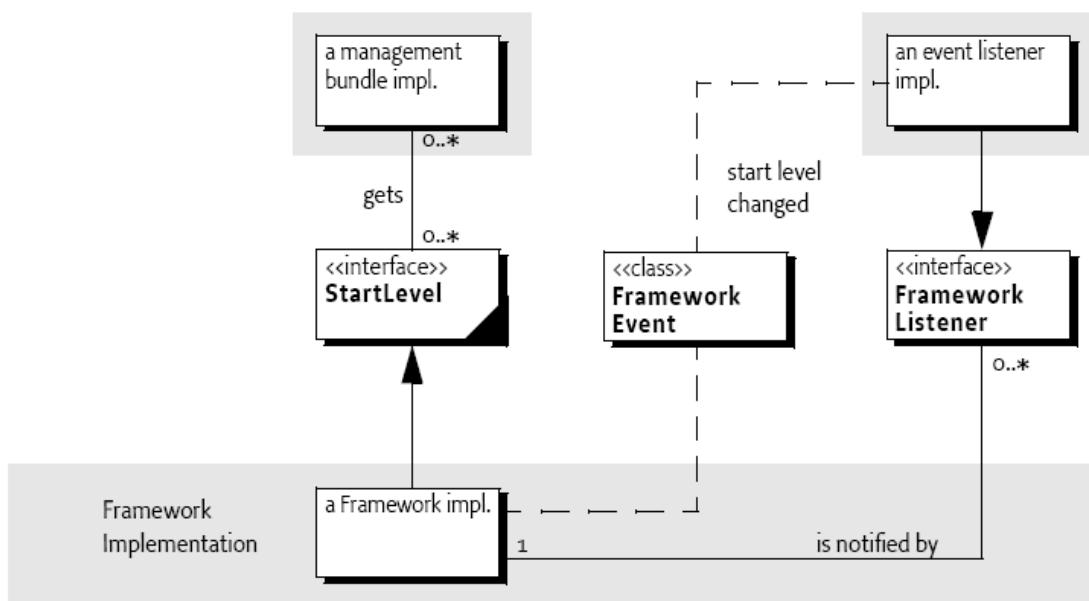 a management
bundle impl.
an event listener
impl.
0..*
gets
start level
changed
0..*
<<interface>>
StartLevel
<<class>>
Framework
Event
<<interface>>
Framework
Listener
0..*
Framework
Implementation
a Framework impl.
1
is notified by